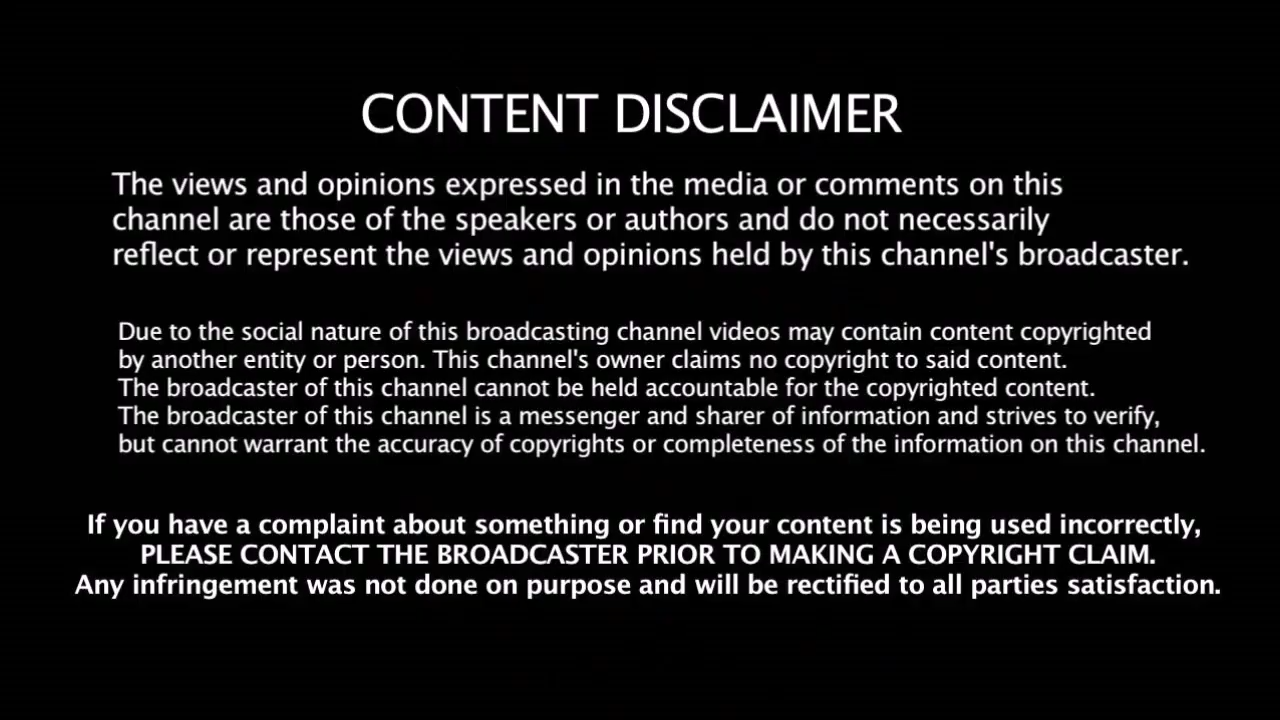 CONTENT DISCLAIMER
The views and opinions expressed in the media or comments on this
channel are those of the speakers or authors and do not necessarily
reflect or represent the views and opinions held by this channel's broadcaster.
Due to the social nature of this broadcasting channel videos may contain content copyrighted
by another entity or person. This channel's owner claims no copyright to said content.
The broadcaster of this channel cannot be held accountable for the copyrighted content.
The broadcaster of this channel is a messenger and sharer of information and strives to verify,
but cannot warrant the accuracy of copyrights or completeness of the information on this channel.
If you have a complaint about something or find your content is being used incorrectly,
PLEASE CONTACT THE BROADCASTER PRIOR TO MAKING A COPYRIGHT CLAIM.
Any infringement was not done on purpose and will be rectified to all parties satisfaction.